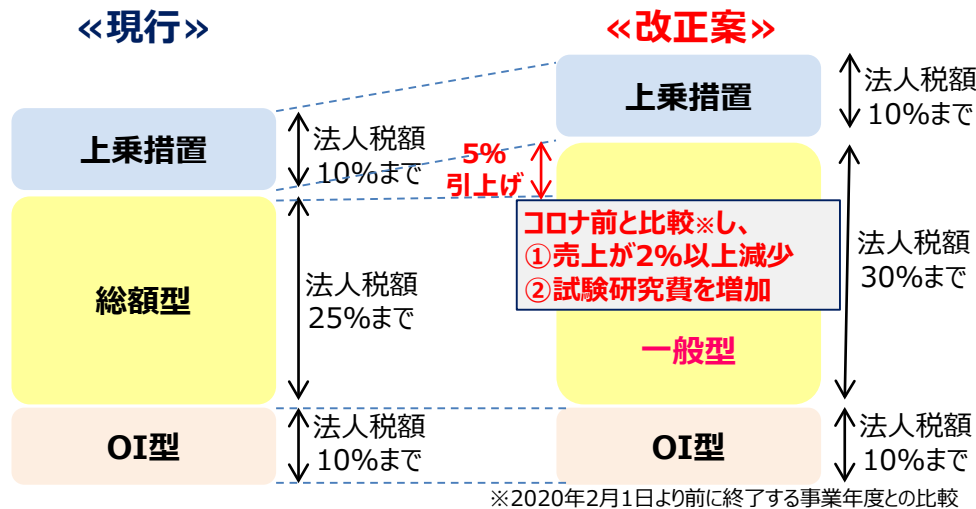 ≪現行≫
上乗措置
法人税額
10%まで
総額型
法人税額
25%まで
OI型
法人税額
10%まで
≪改正案≫
上乗措置
法人税額
10%まで
5%
引上げ
コロナ前と比較※し、
①売上が2%以上減少
②試験研究費を増加
一般型
法人税額
30%まで
OI型
法人税額
10%まで
※2020年2月1日より前に終了する事業年度との比較